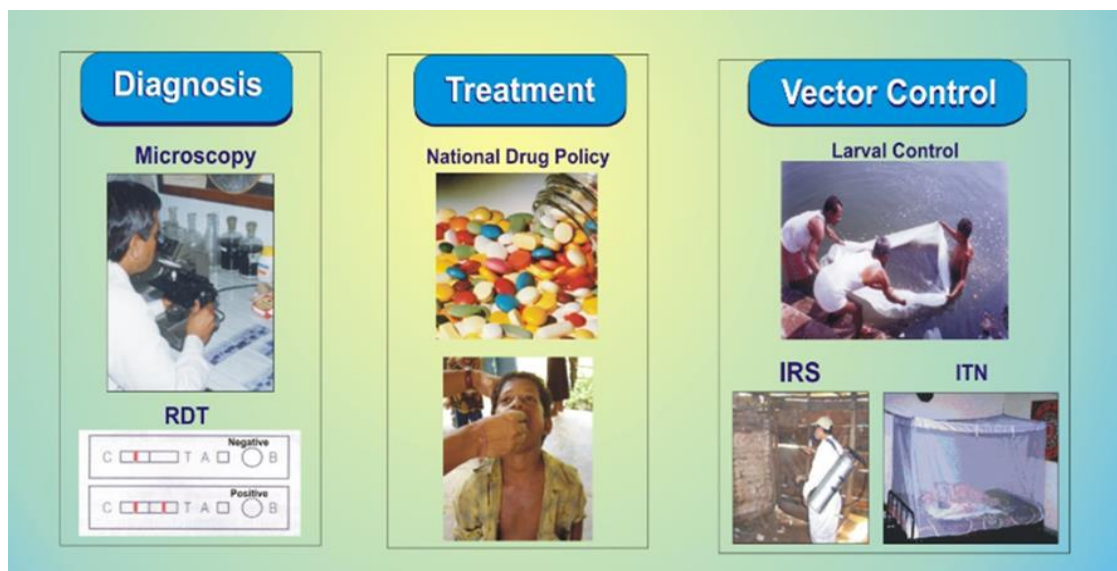 Diagnosis
Microscopy
RDT
Negative
C T A B
Positive
C T A B
Treatment
National Drug Policy
Vector Control
Larval Control
IRS
ITN